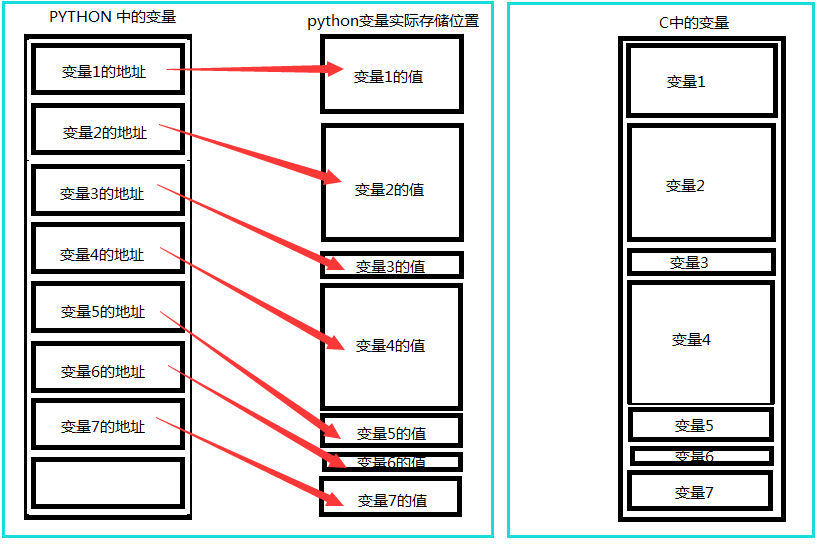 PYTHON 中的变量
变量1的地址
变量2的地址
变量3的地址
变量4的地址
变量5的地址
变量6的地址
变量7的地址
python变量实际存储位置
变量1的值
变量2的值
变量3的值
变量4的值
变量5的值
变量6的值
变量7的值
C中的变量
变量1
变量2
变量3
变量4
变量5
变量6
变量7